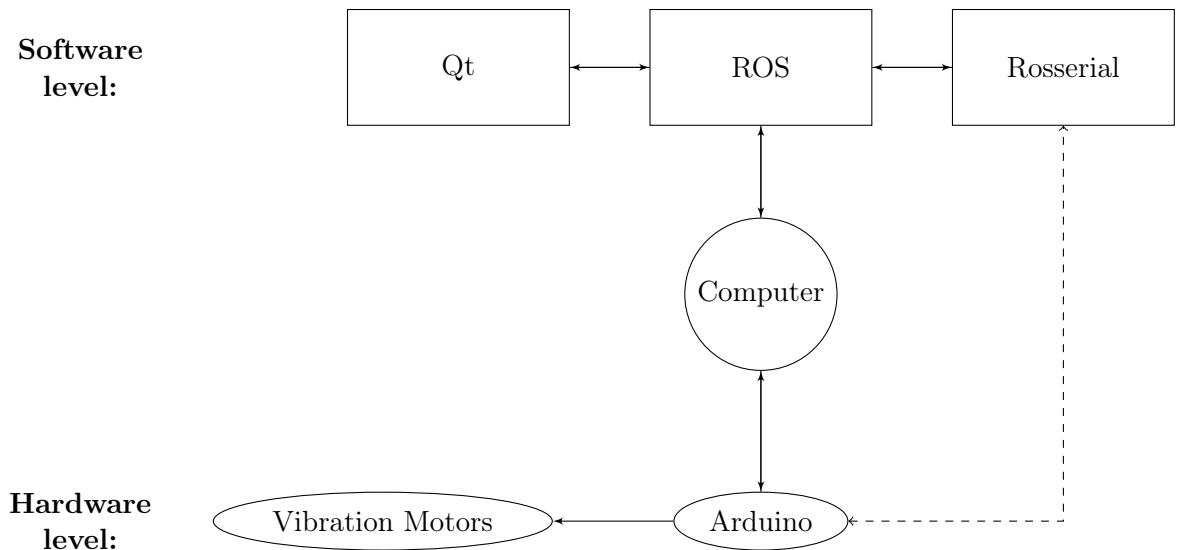 Software
level:
Qt
ROS
Rosserial
Computer
Hardware
level:
Vibration Motors
Arduino